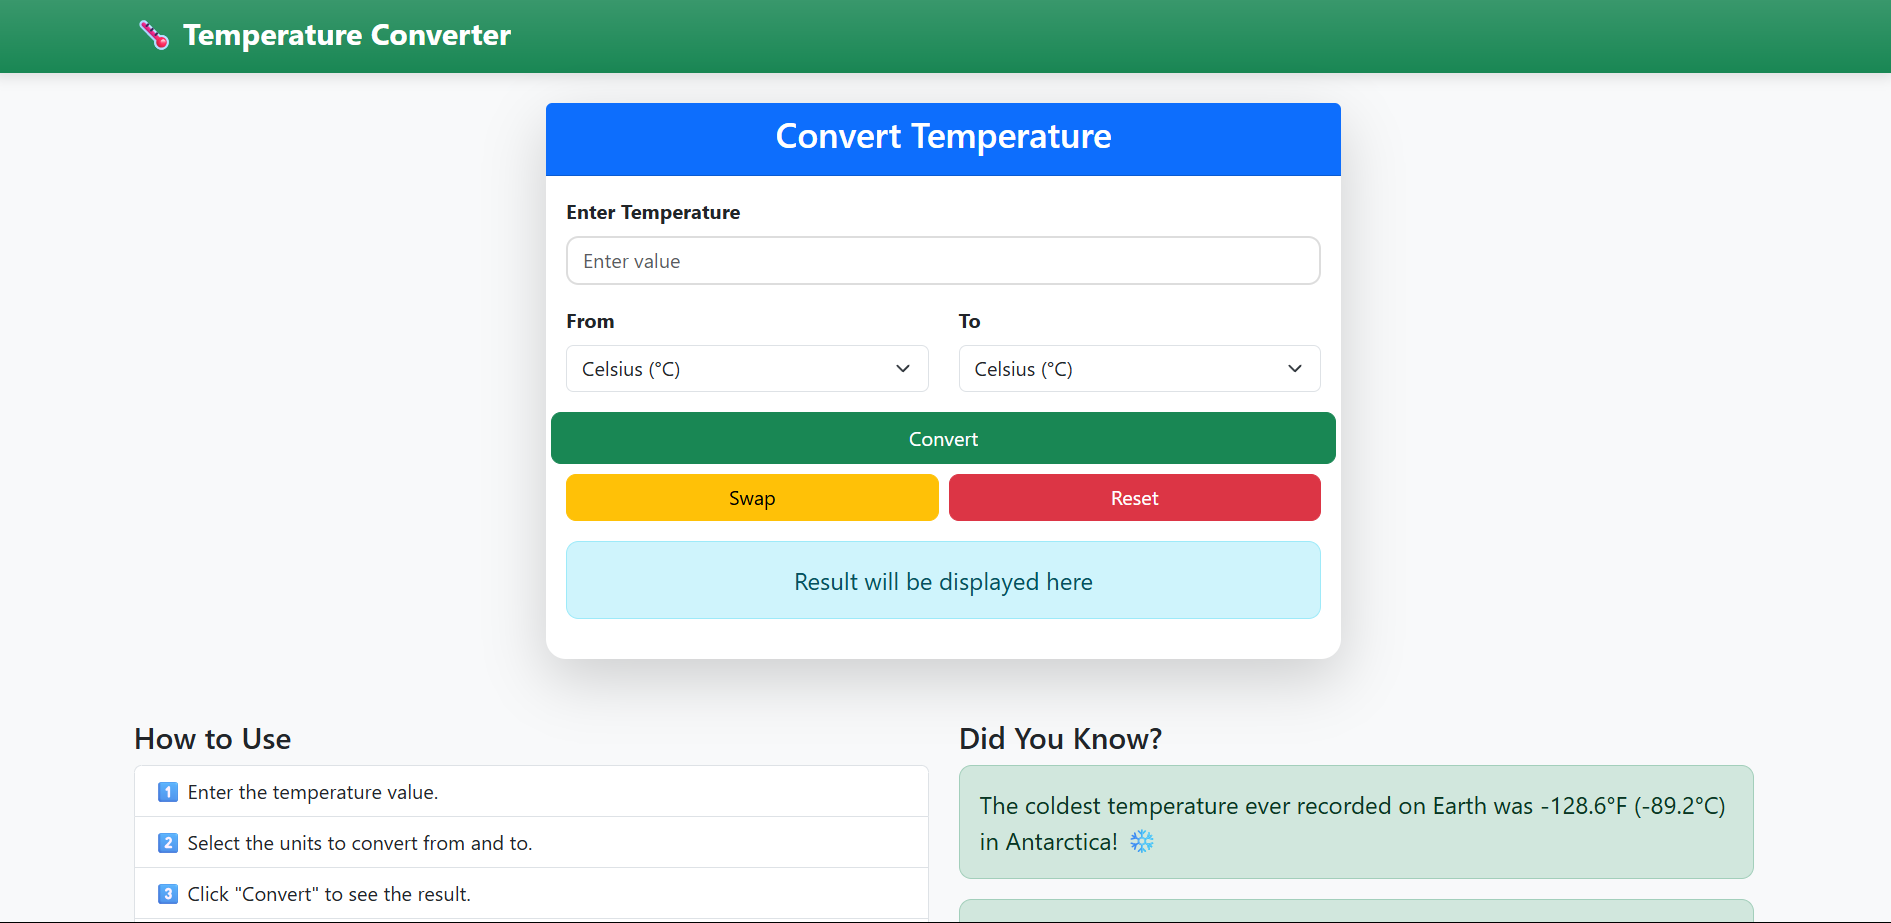 Temperature Converter
Convert Temperature
Enter Temperature
Enter value
From
To
Celsius (°C)
Celsius (°C)
Convert
Swap
Reset
Result will be displayed here
How to Use
1 Enter the temperature value.
2 Select the units to convert from and to.
3 Click "Convert" to see the result.
Did You Know?
The coldest temperature ever recorded on Earth was -128.6°F (-89.2°C)
in Antarctica! ❄️